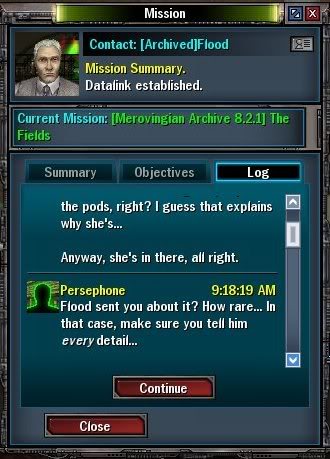 Mission
Contact: [Archived]Flood
Mission Summary.
Datalink established.
Current Mission: [Merovingian Archive 8.2.1] The
Fields
Summary
Objectives
Log
the pods, right? I guess that explains
why she's...
Anyway, she's in there, all right.
Persephone 9:18:19 AM
Flood sent you about it? How rare... In
that case, make sure you tell him
every detail...
Continue
Close